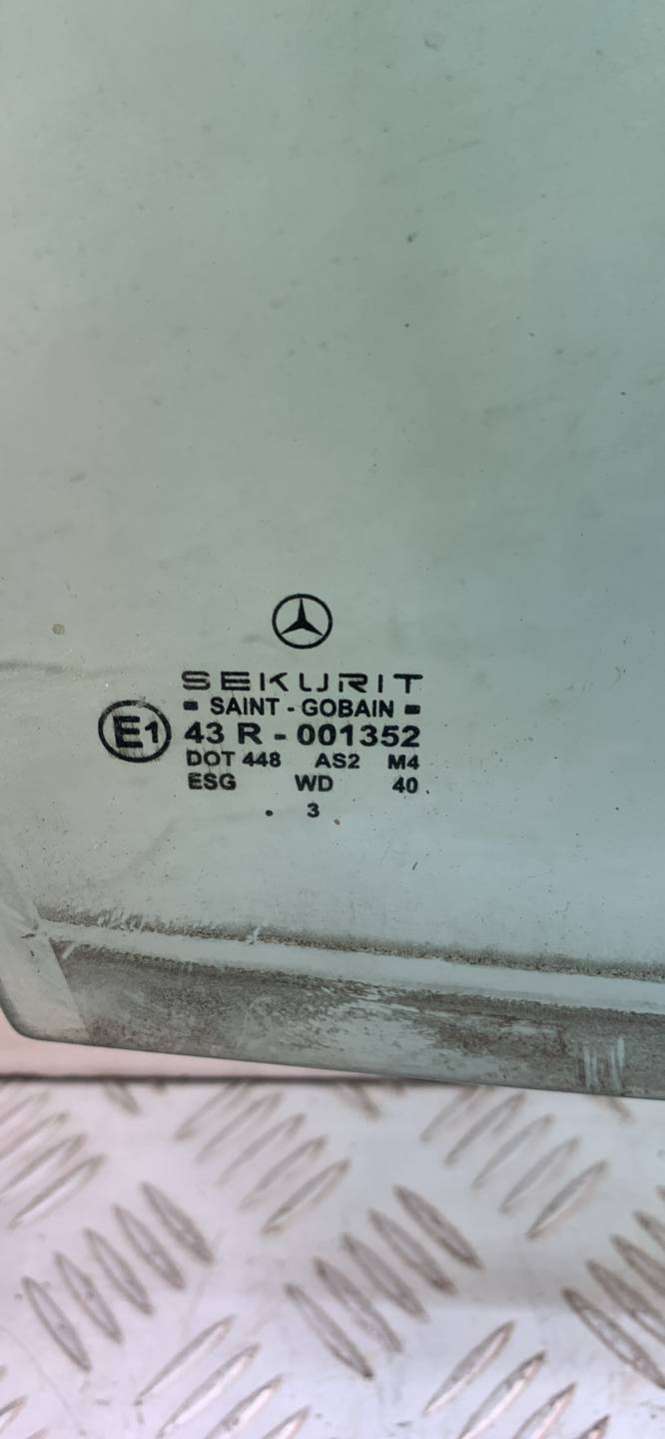 SEKURIT
SAINT - GOBAIN
E1 43 R - 001352
DOT 448 AS2 M4
ESG WD 40 .
. 3 .